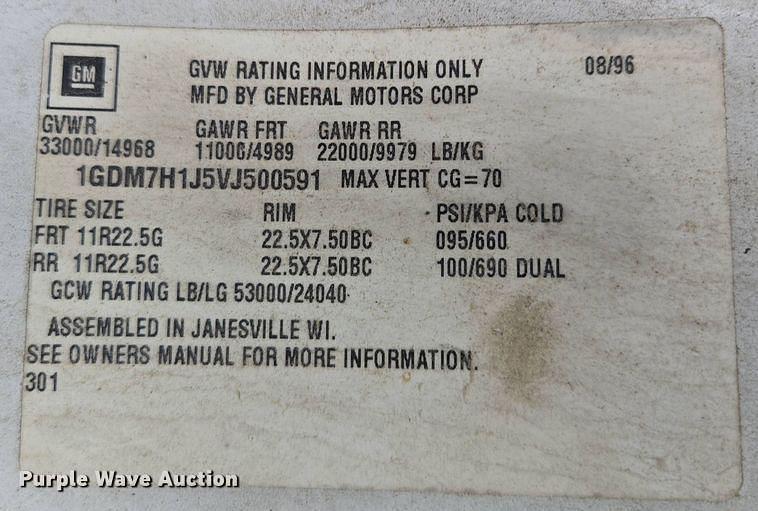 GM
GVW RATING INFORMATION ONLY 08/96
MFD BY GENERAL MOTORS CORP
GVWR GAWR FRT GAWR RR
33000/14968 11000/4989 22000/9979 LB/KG
1GDM7H1J5VJ500591 MAX VERT CG=70
TIRE SIZE RIM PSI/KPA COLD
FRT 11R22.5G 22.5X7.50BC 095/660
RR 11R22.5G 22.5X7.50BC 100/690 DUAL
GCW RATING LB/LG 53000/24040
ASSEMBLED IN JANESVILLE WI.
SEE OWNERS MANUAL FOR MORE INFORMATION.
301
Purple Wave Auction